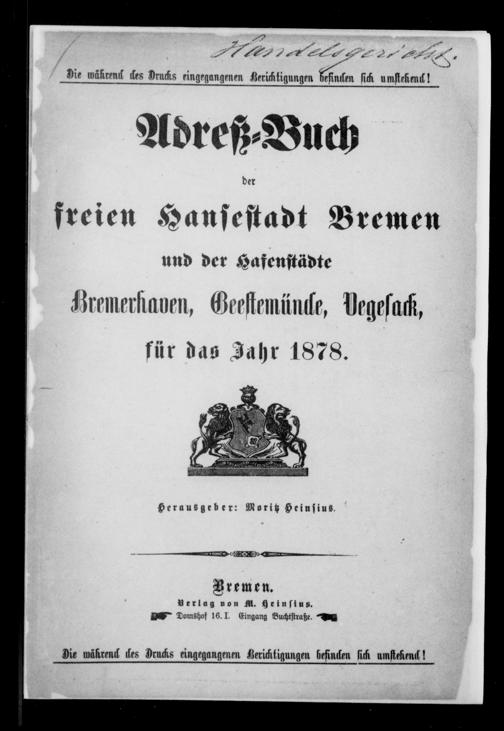 Handelsgericht.
Die während des Drucks eingegangenen Berichtigungen befinden sich umstehend!
Adreß-Buch
der
freien Hansestadt Bremen
und der Hafenstädte
Bremerhaven, Geestemünde, Vegesack,
für das Jahr 1878.
Herausgeber: Moritz Heinsius.
Bremen.
Verlag von M. Heinsius.
Domshof 16. I. Eingang Buchtstraße.
Die während des Drucks eingegangenen Berichtigungen befinden sich umstehend!